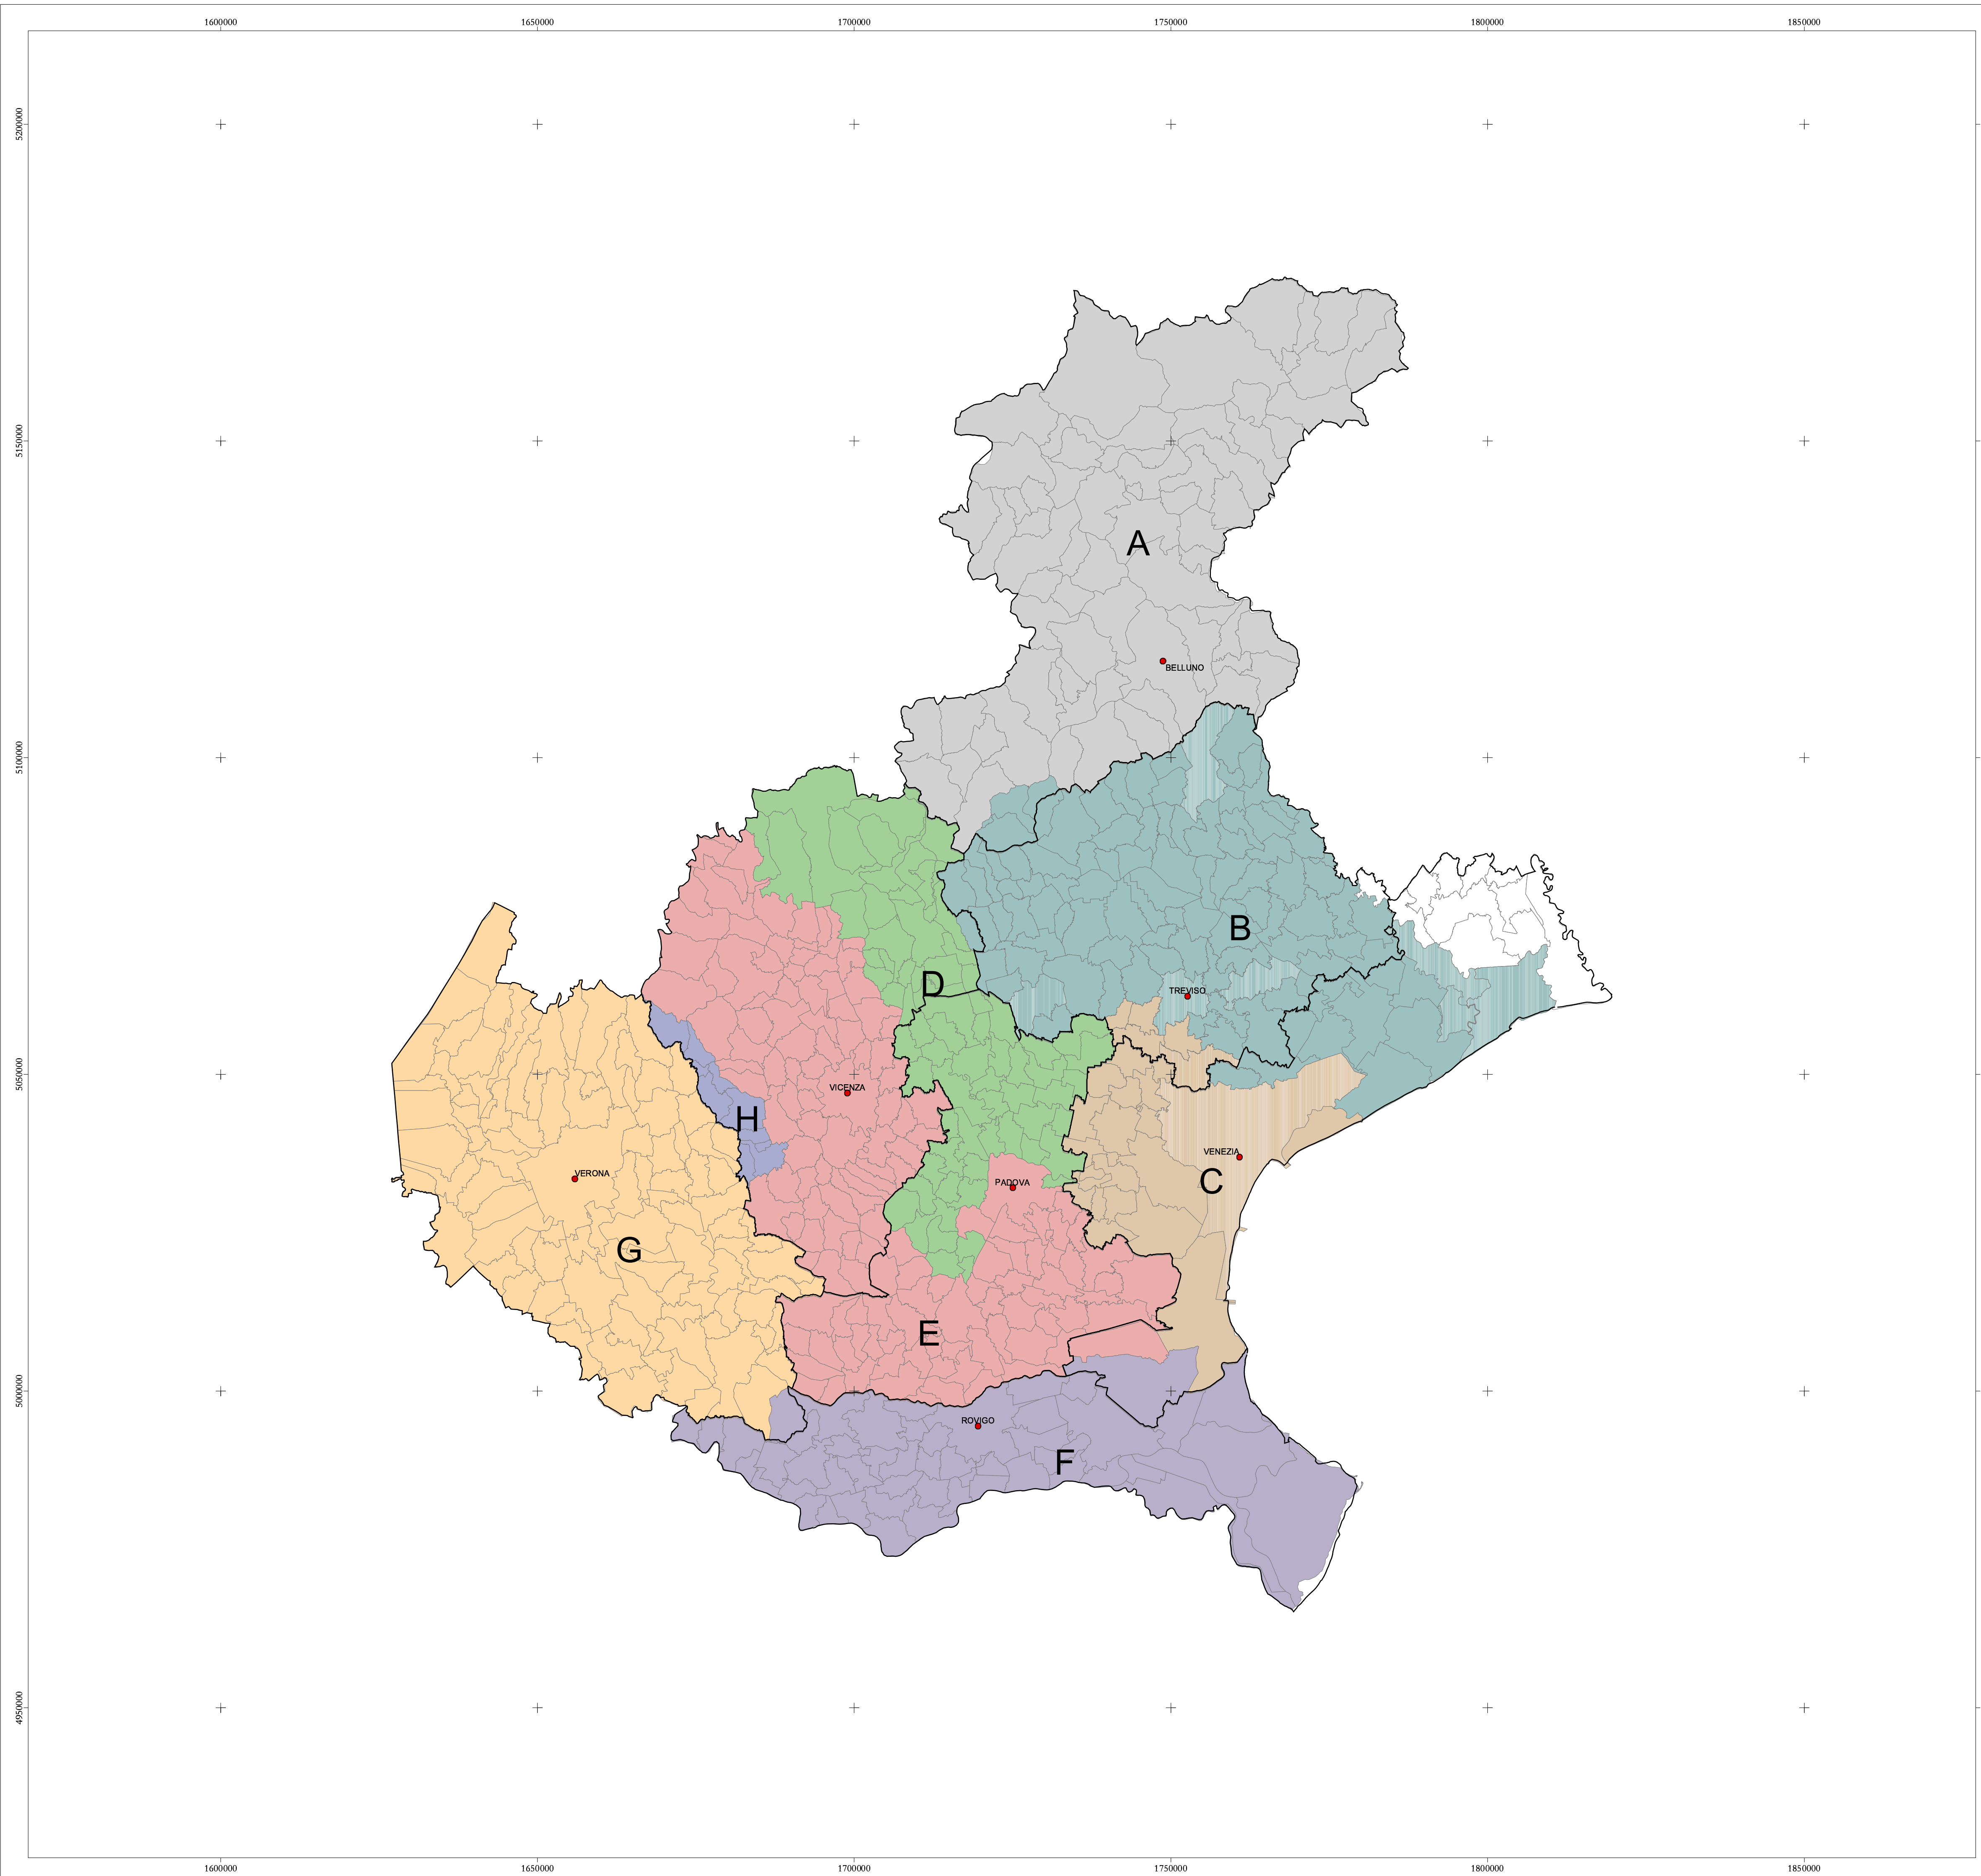 1600000 1650000 1700000 1750000 1800000 1850000
5200000
5150000
A
BELLUNO
5100000
B
D
TREVISO
5050000
VICENZA
H
VENEZIA
VERONA
PADOVA
C
G
E
5000000
ROVIGO
F
4950000
1600000 1650000 1700000 1750000 1800000 1850000